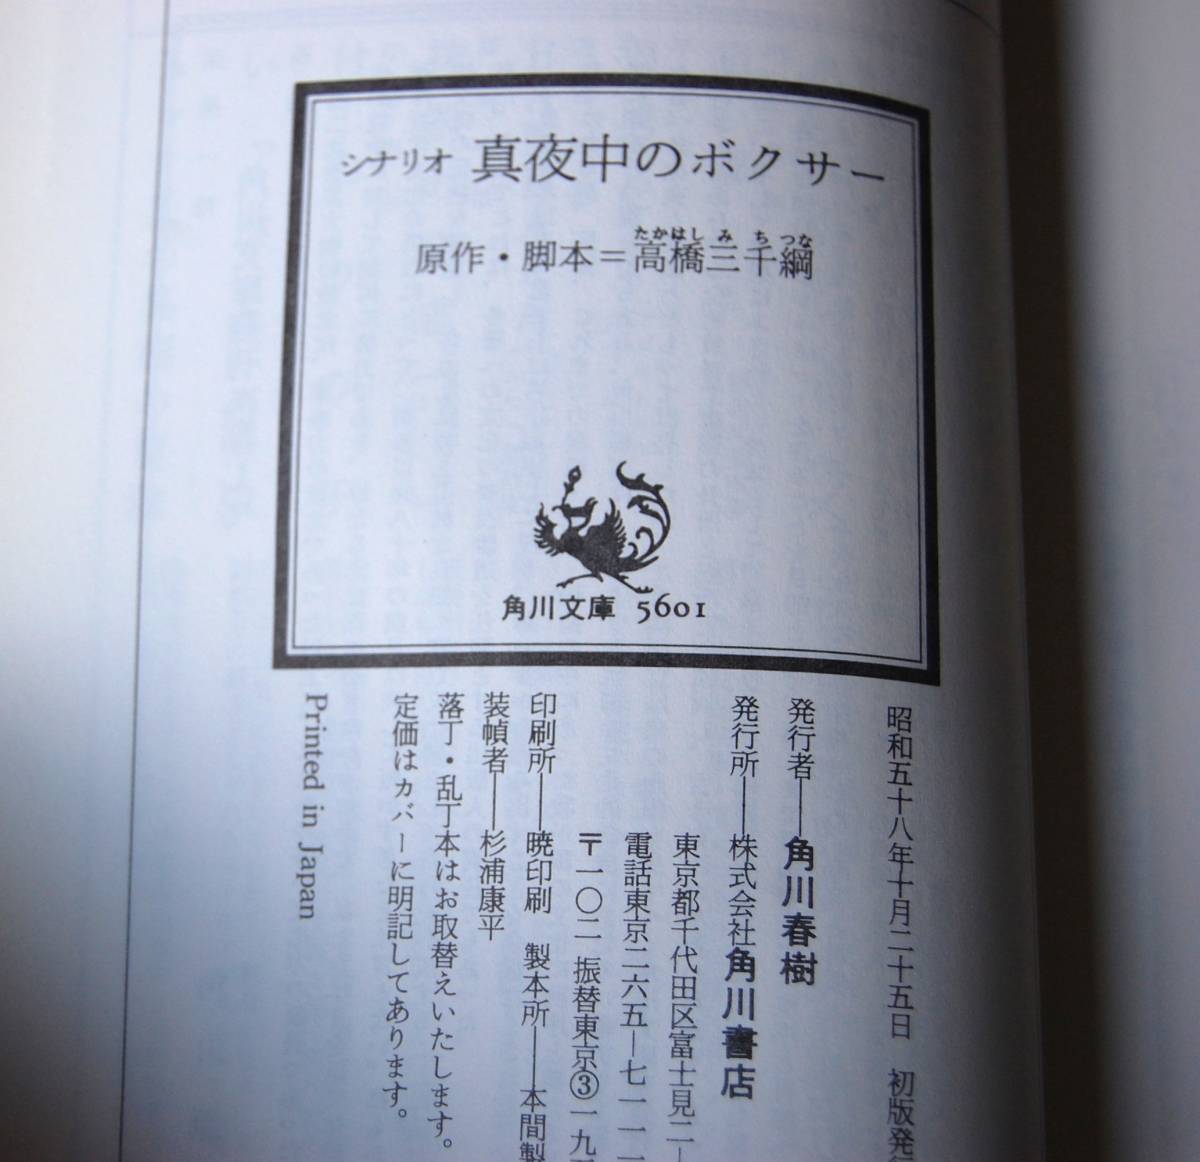 シナリオ 真夜中のボクサー
たかはし み ち つな
原作・脚本＝高橋三千綱
角川文庫 5601
昭和五十八年十月二十五日 初版発行
発行者――角川春樹
発行所――株式会社角川書店
東京都千代田区富士見二―
電話東京二六五―七一一一
〒一〇二 振替東京③一九
印刷所――暁印刷 製本所――本間製
装幀者――杉浦康平
落丁・乱丁本はお取替えいたします。
定価はカバーに明記してあります。
Printed in Japan